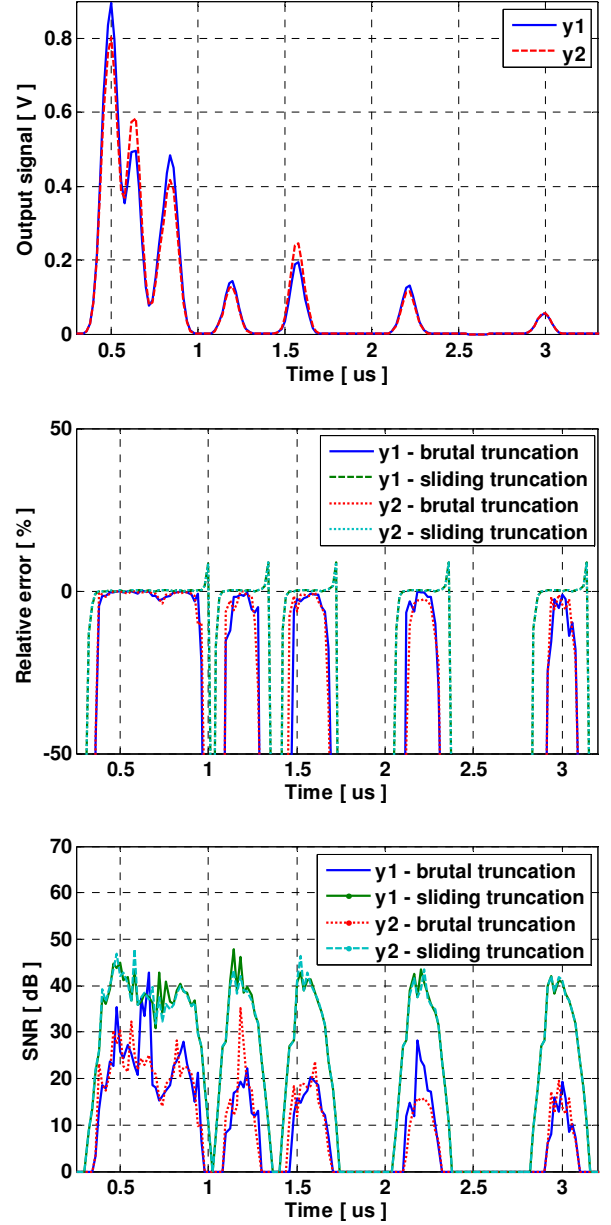 0.8
0.6
0.4
0.2
0
Output signal [ V ]
y1
y2
0.5 1 1.5 2 2.5 3
Time [ us ]
50
0
-50
Relative error [ % ]
y1 - brutal truncation
y1 - sliding truncation
y2 - brutal truncation
y2 - sliding truncation
0.5 1 1.5 2 2.5 3
Time [ us ]
70
60
50
40
30
20
10
0
SNR [ dB ]
y1 - brutal truncation
y1 - sliding truncation
y2 - brutal truncation
y2 - sliding truncation
0.5 1 1.5 2 2.5 3
Time [ us ]